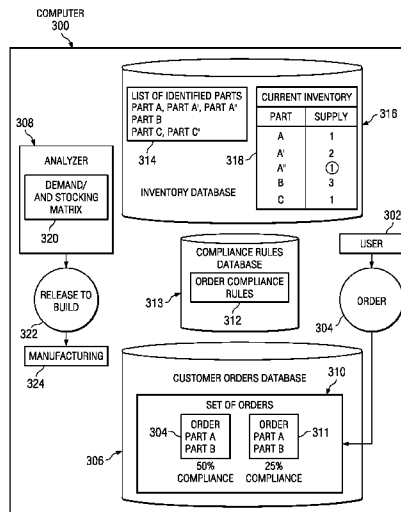 COMPUTER
300
LIST OF IDENTIFIED PARTS
PART A, PART A', PART A"
PART B
PART C, PART C'
314
CURRENT INVENTORY
PART SUPPLY
A 1
A' 2
A" 1
B 3
C 1
316
318
INVENTORY DATABASE
308
ANALYZER
DEMAND/
AND STOCKING
MATRIX
320
RELEASE TO
BUILD
322
MANUFACTURING
324
COMPLIANCE RULES
DATABASE
ORDER COMPLIANCE
RULES
312
313
302
USER
ORDER
304
CUSTOMER ORDERS DATABASE
310
SET OF ORDERS
304
ORDER
PART A
PART B
50%
COMPLIANCE
ORDER
PART A
PART B
311
25%
COMPLIANCE
306